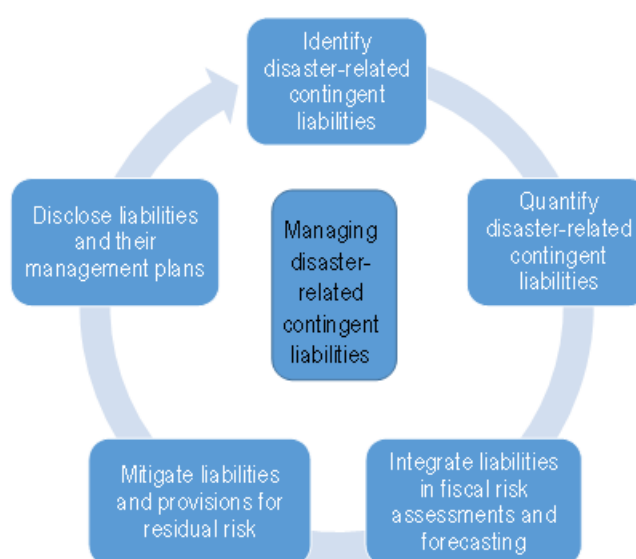 Identify
disaster-related
contingent
liabilities
Quantify
disaster-related
contingent
liabilities
Integrate liabilities
in fiscal risk
assessments and
forecasting
Mitigate liabilities
and provisions for
residual risk
Disclose liabilities
and their
management plans
Managing
disaster-
related
contingent
liabilities